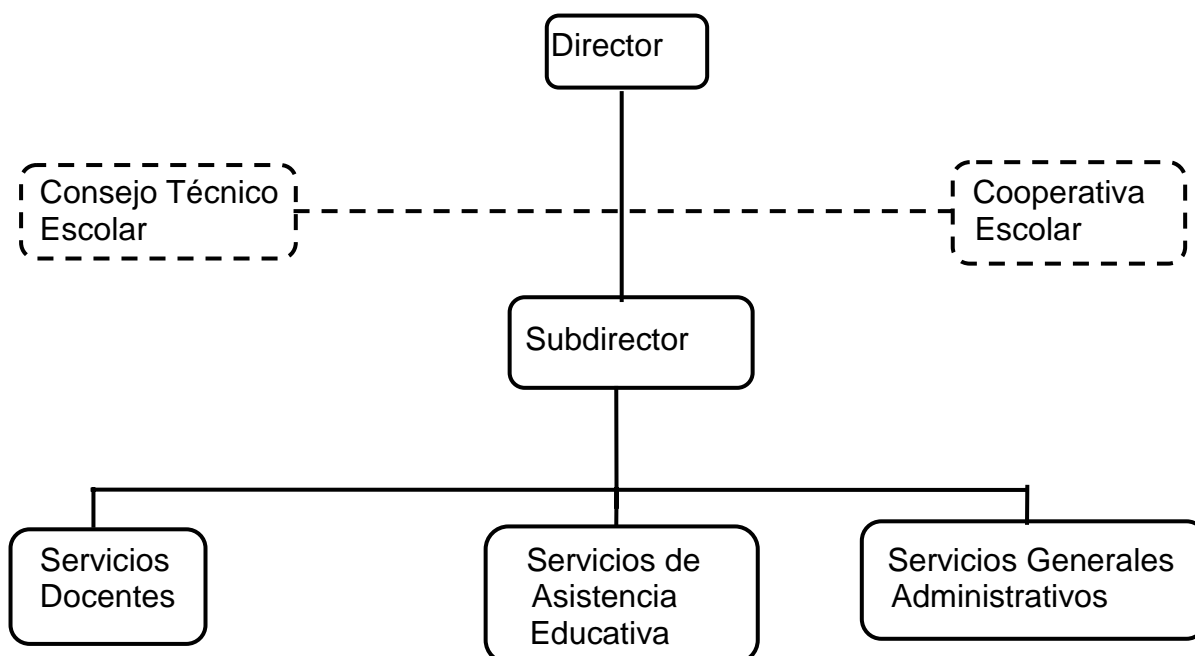 Director
Consejo Técnico
Escolar
Cooperativa
Escolar
Subdirector
Servicios
Docentes
Servicios de
Asistencia
Educativa
Servicios Generales
Administrativos